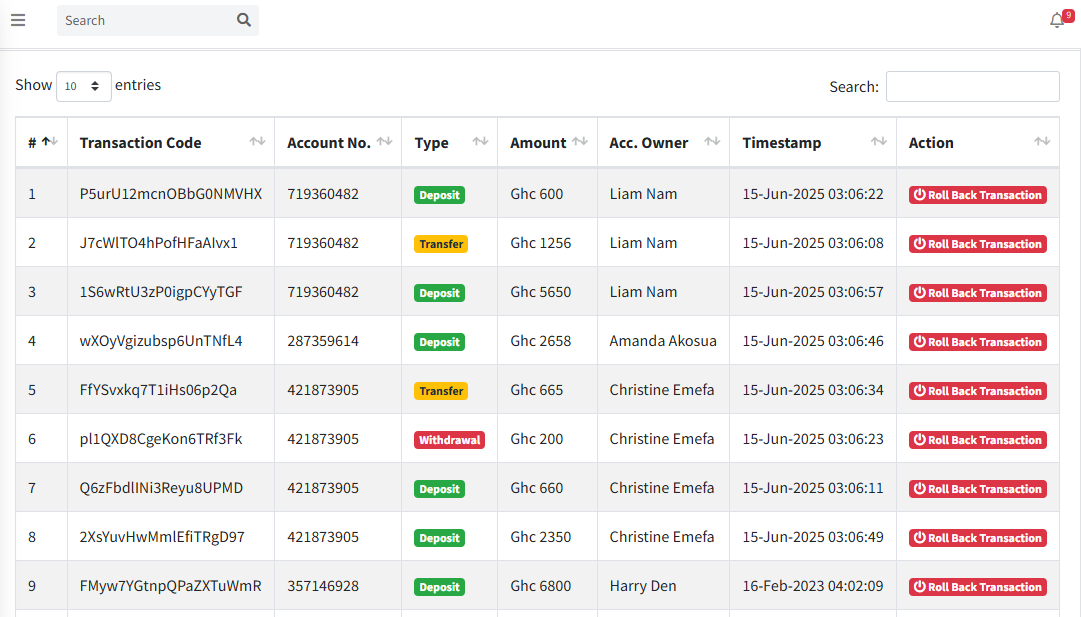 Search
9
Show 10 entries
Search:
# Transaction Code Account No. Type Amount Acc. Owner Timestamp Action
1 P5urU12mcnOBbG0NMVHX 719360482 Deposit Ghc 600 Liam Nam 15-Jun-2025 03:06:22 Roll Back Transaction
2 J7cWlTO4hPofHFaAIvx1 719360482 Transfer Ghc 1256 Liam Nam 15-Jun-2025 03:06:08 Roll Back Transaction
3 1S6wRtU3zP0igpCYyTGF 719360482 Deposit Ghc 5650 Liam Nam 15-Jun-2025 03:06:57 Roll Back Transaction
4 wXOyVgizubsp6UnTNfL4 287359614 Deposit Ghc 2658 Amanda Akosua 15-Jun-2025 03:06:46 Roll Back Transaction
5 FfYSvxkq7T1iHs06p2Qa 421873905 Transfer Ghc 665 Christine Emefa 15-Jun-2025 03:06:34 Roll Back Transaction
6 pl1QXD8CgeKon6TRf3Fk 421873905 Withdrawal Ghc 200 Christine Emefa 15-Jun-2025 03:06:23 Roll Back Transaction
7 Q6zFbdlINi3Reyu8UPMD 421873905 Deposit Ghc 660 Christine Emefa 15-Jun-2025 03:06:11 Roll Back Transaction
8 2XsYuvHwMmlEfiTRgD97 421873905 Deposit Ghc 2350 Christine Emefa 15-Jun-2025 03:06:49 Roll Back Transaction
9 FMyw7YGtnpQPaZXTuWmR 357146928 Deposit Ghc 6800 Harry Den 16-Feb-2023 04:02:09 Roll Back Transaction